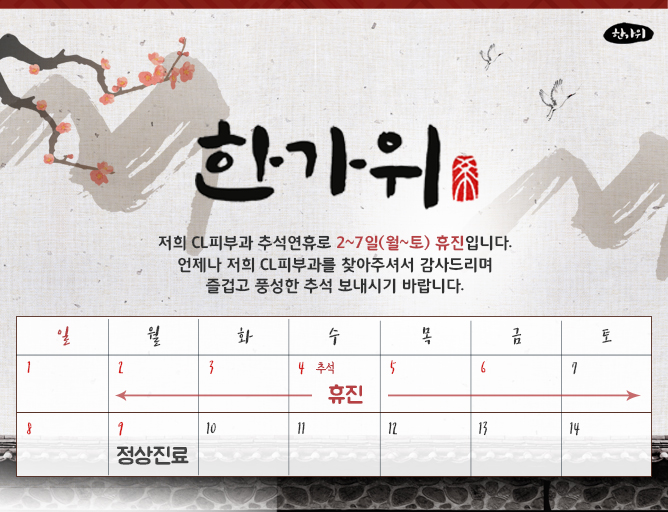 한가위
한가위
저희 CL피부과 추석연휴로 2~7일(월~토) 휴진입니다.
언제나 저희 CL피부과를 찾아주셔서 감사드리며
즐겁고 풍성한 추석 보내시기 바랍니다.
일 월 화 수 목 금 토
1 2 3 4 추석 5 6 7
휴진
8 9 10 11 12 13 14
정상진료